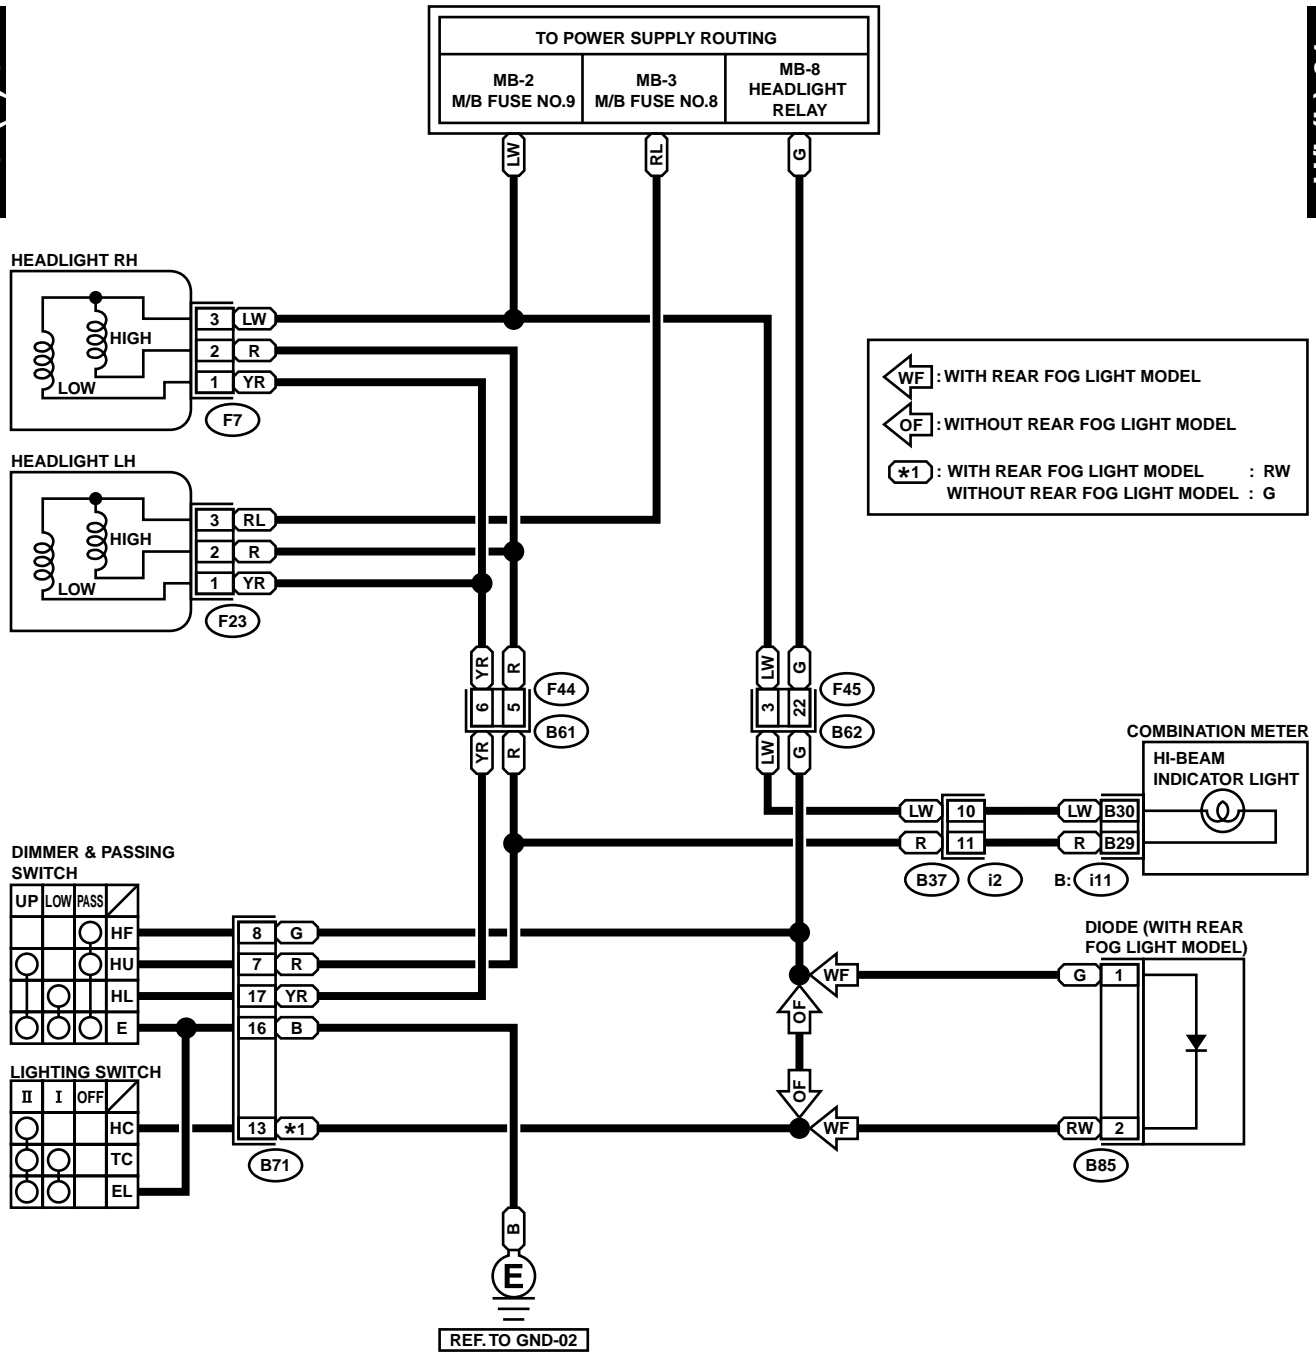 TO POWER SUPPLY ROUTING
MB-2
M/B FUSE NO.9
MB-3
M/B FUSE NO.8
MB-8
HEADLIGHT
RELAY
LW
RL
G
HEADLIGHT RH
HIGH
LOW
3 LW
2 R
1 YR
F7
WF : WITH REAR FOG LIGHT MODEL
OF : WITHOUT REAR FOG LIGHT MODEL
*1 : WITH REAR FOG LIGHT MODEL : RW
WITHOUT REAR FOG LIGHT MODEL : G
HEADLIGHT LH
HIGH
LOW
3 RL
2 R
1 YR
F23
YR R
6 5
YR R
F44
B61
LW G
3 22
LW G
F45
B62
COMBINATION METER
HI-BEAM
INDICATOR LIGHT
LW 10 LW B30
R 11 R B29
B37 i2 B: i11
DIMMER & PASSING
SWITCH
UP LOW PASS
HF 8 G
HU 7 R
HL 17 YR
E 16 B
LIGHTING SWITCH
II I OFF
HC 13 *1
TC
EL
B71
DIODE (WITH REAR
FOG LIGHT MODEL)
WF G 1
OF
OF
WF RW 2
B85
B
E
REF. TO GND-02